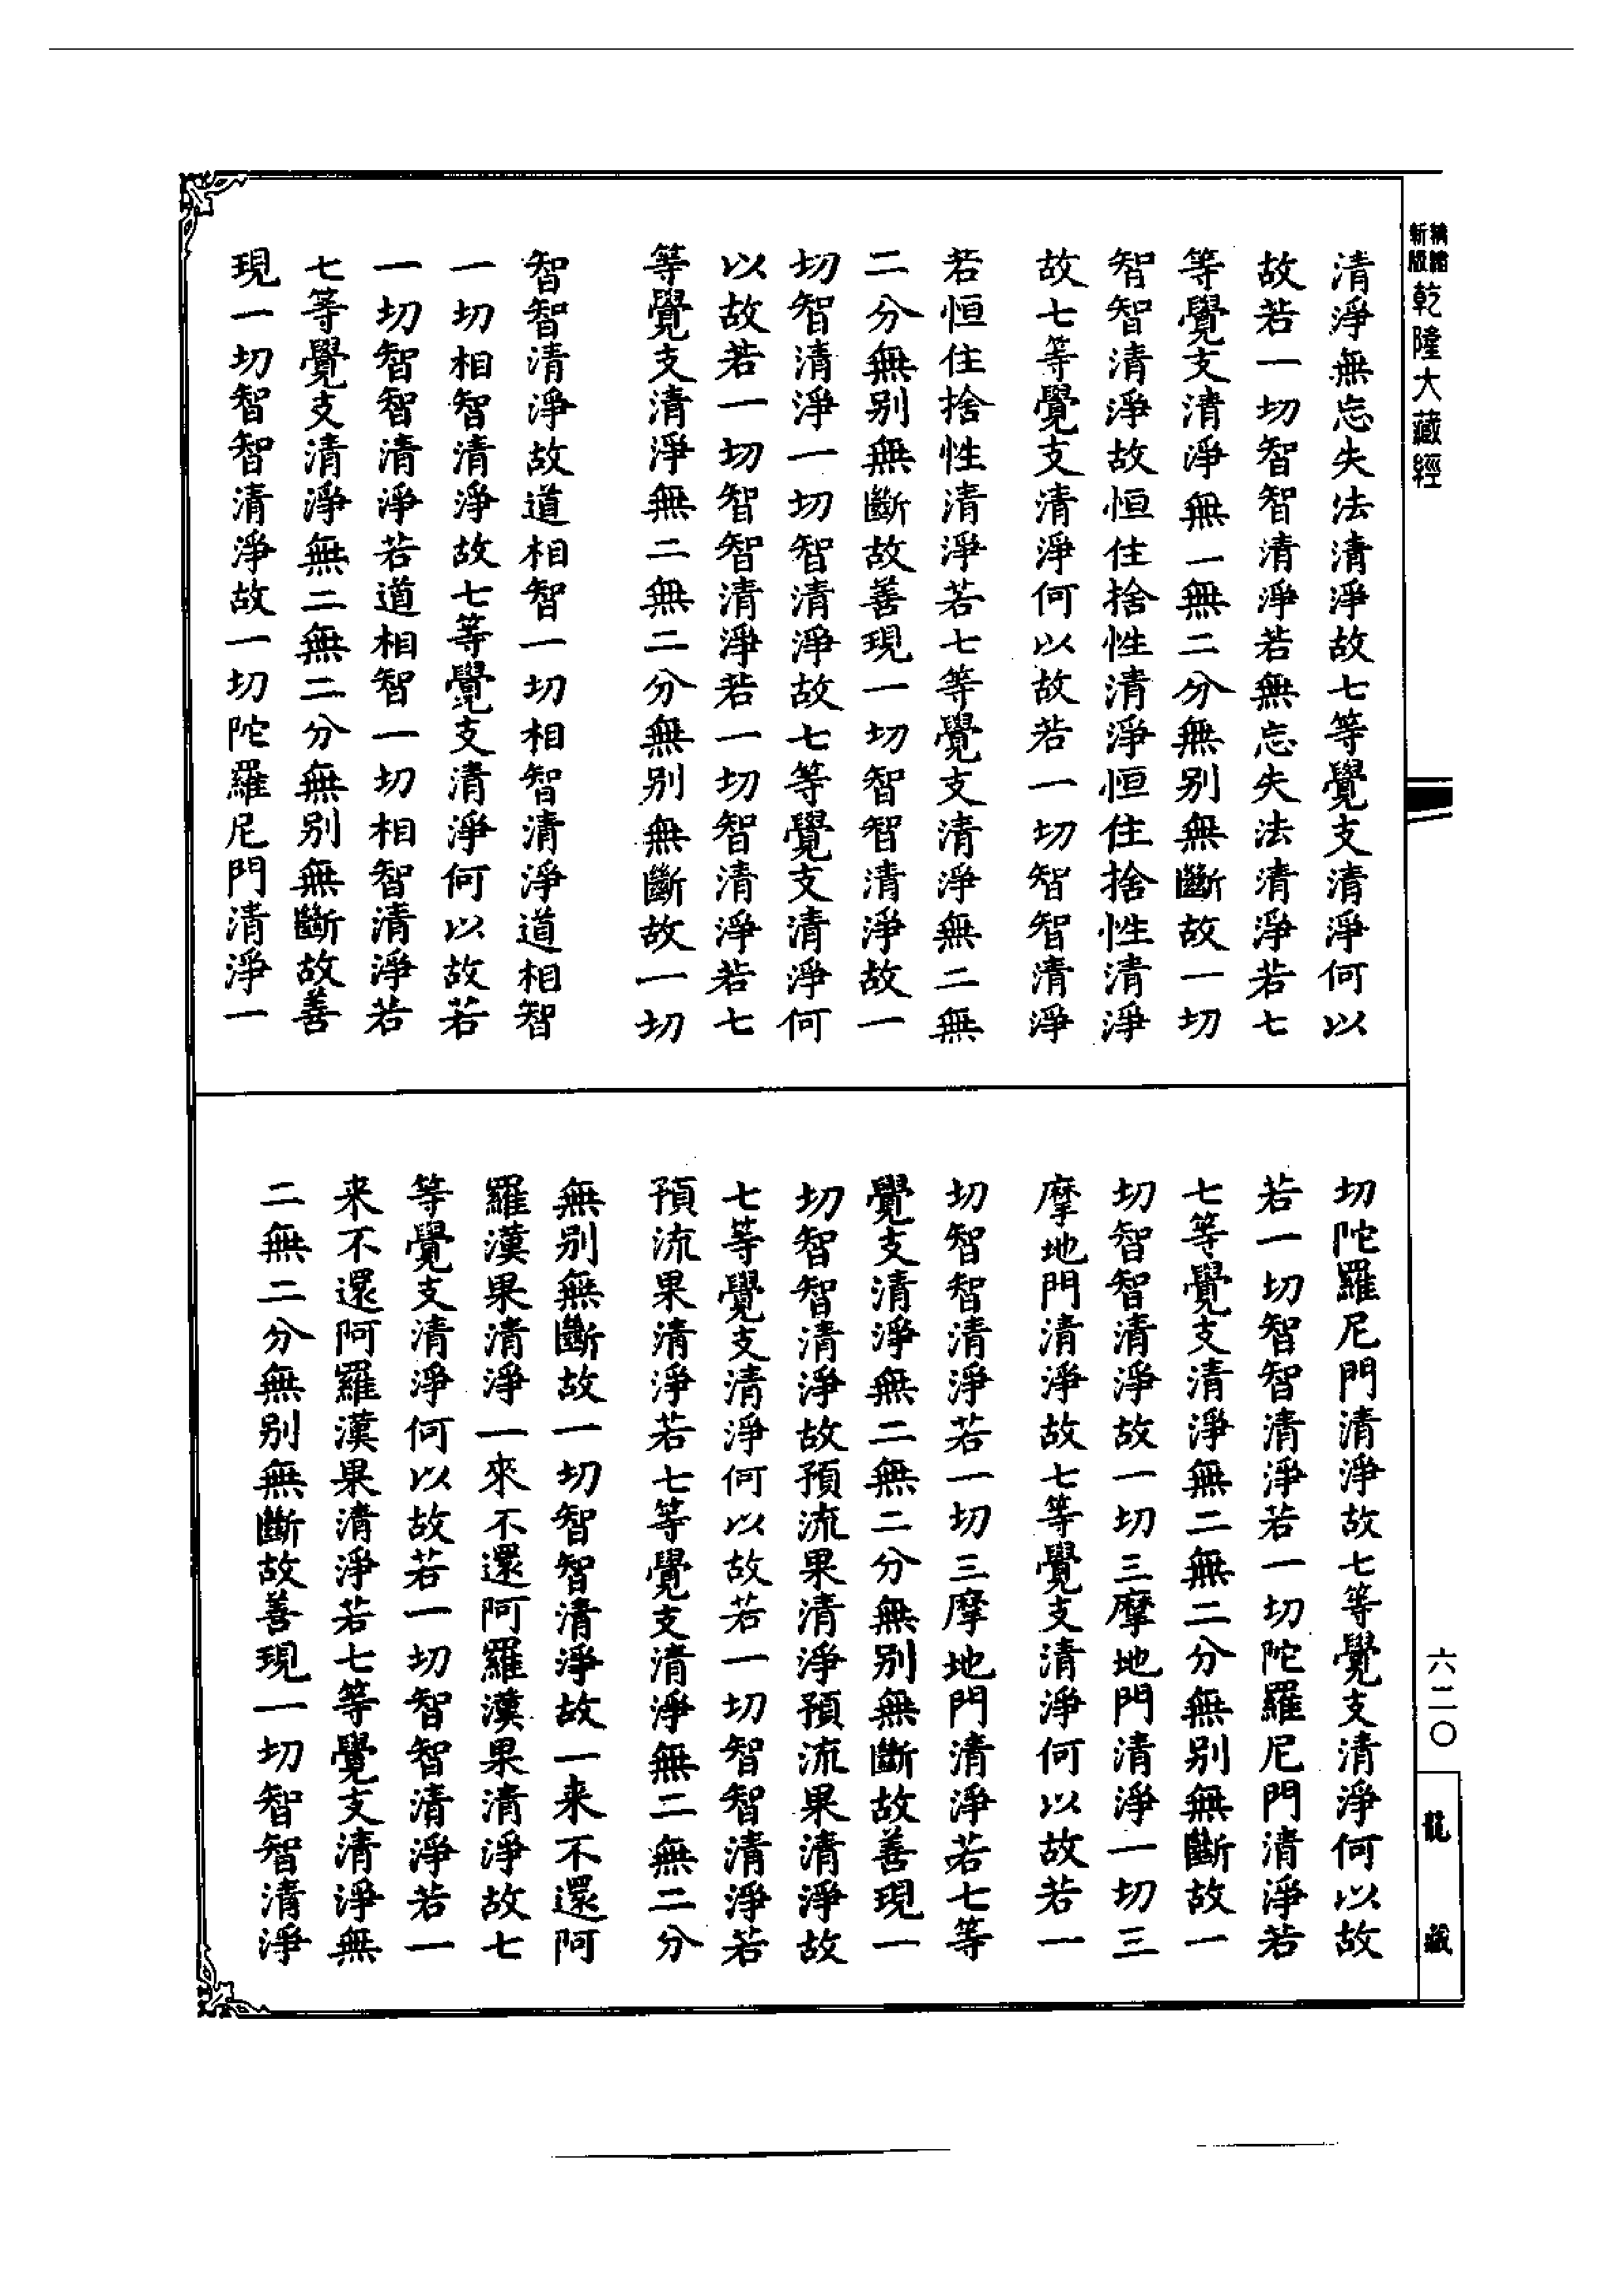 乾隆大藏經
清淨無忘失法清淨故七等覺支清淨何以
故若一切智智清淨若無忘失法清淨若七
等覺支清淨無一無二分無别無斷故一切
智智清淨故恒住捨性清淨恒住捨性清淨
故七等覺支清淨何以故若一切智智清淨
若恒住捨性清淨若七等覺支清淨無二無
二分無别無斷故善現一切智智清淨故一
切智清淨一切智清淨故七等覺支清淨何
以故若一切智智清淨若一切智清淨若七
等覺支清淨無二無二分無别無斷故一切
智智清淨故道相智一切相智清淨道相智
一切相智清淨故七等覺支清淨何以故若
一切智智清淨若道相智一切相智清淨若
七等覺支清淨無二無二分無别無斷故善
現一切智智清淨故一切陀羅尼門清淨一
切陀羅尼門清淨故七等覺支清淨何以故
若一切智智清淨若一切陀羅尼門清淨若
七等覺支清淨無二無二分無别無斷故一
切智智清淨故一切三摩地門清淨一切三
摩地門清淨故七等覺支清淨何以故若一
切智智清淨若一切三摩地門清淨若七等
覺支清淨無二無二分無别無斷故善現一
切智智清淨故預流果清淨預流果清淨故
七等覺支清淨何以故若一切智智清淨若
預流果清淨若七等覺支清淨無二無二分
無别無斷故一切智智清淨故一来不還阿
羅漢果清淨一來不還阿羅漢果清淨故七
等覺支清淨何以故若一切智智清淨若一
来不還阿羅漢果清淨若七等覺支清淨無
二無二分無别無斷故善現一切智智清淨
六二〇
龍藏